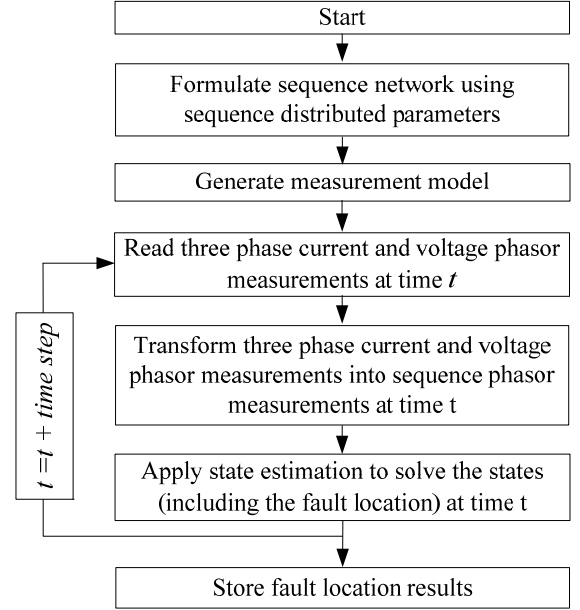 Start
Formulate sequence network using
sequence distributed parameters
Generate measurement model
Read three phase current and voltage phasor
measurements at time t
Transform three phase current and voltage
phasor measurements into sequence phasor
measurements at time t
t =t + time step
Apply state estimation to solve the states
(including the fault location) at time t
Store fault location results